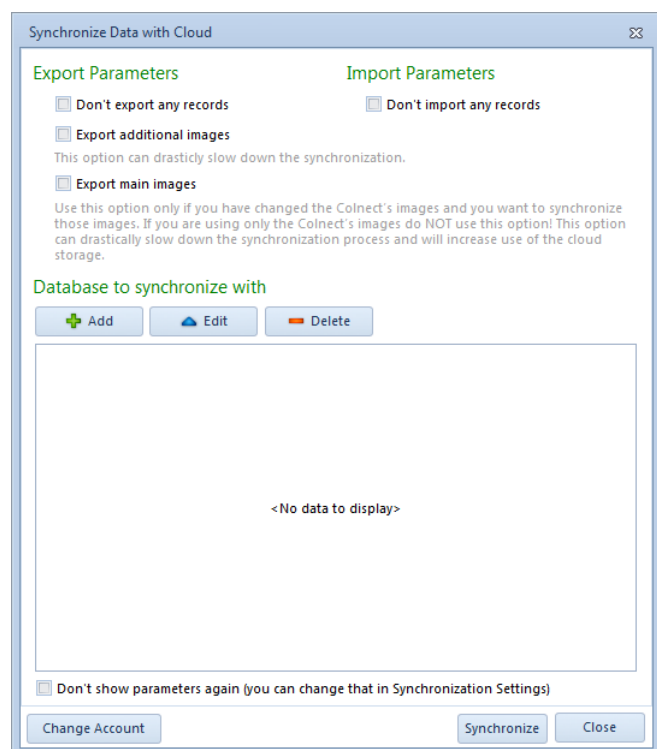 Synchronize Data with Cloud
Export Parameters
Import Parameters
Don't export any records
Don't import any records
Export additional images
This option can drasticly slow down the synchronization.
Export main images
Use this option only if you have changed the Colnect's images and you want to synchronize
those images. If you are using only the Colnect's images do NOT use this option! This option
can drastically slow down the synchronization process and will increase use of the cloud
storage.
Database to synchronize with
Add
Edit
Delete
<No data to display>
Don't show parameters again (you can change that in Synchronization Settings)
Change Account
Synchronize
Close